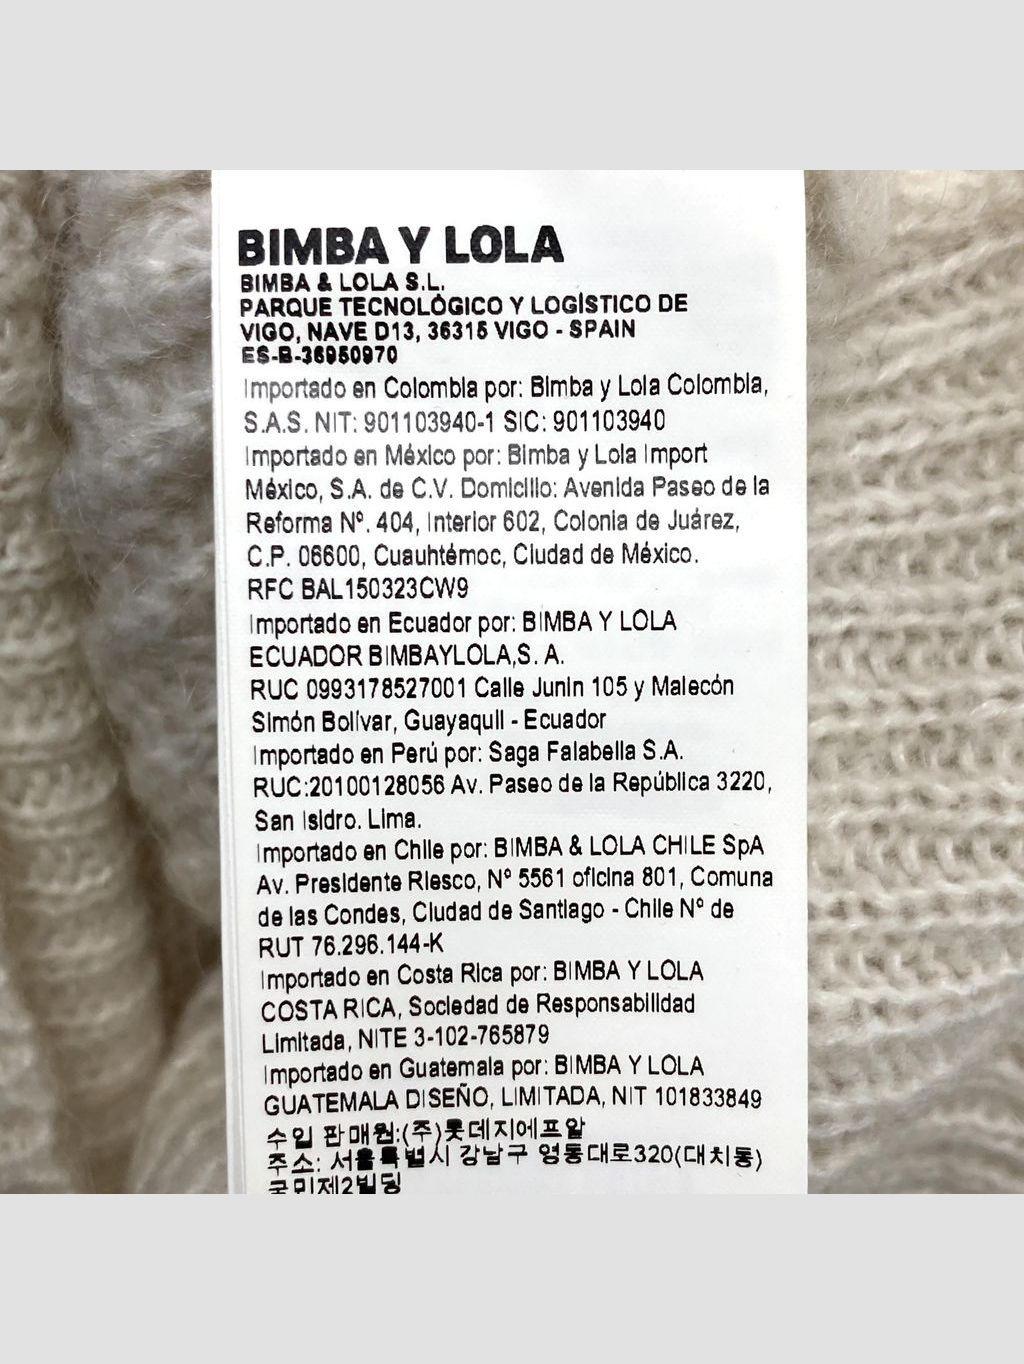 BIMBA Y LOLA
BIMBA & LOLA S.L.
PARQUE TECNOLÓGICO Y LOGÍSTICO DE
VIGO, NAVE D13, 36315 VIGO - SPAIN
ES-B-36950970
Importado en Colombia por: Bimba y Lola Colombia,
S.A.S. NIT: 901103940-1 SIC: 901103940
Importado en México por: Bimba y Lola Import
México, S.A. de C.V. Domicilio: Avenida Paseo de la
Reforma Nº. 404, Interior 602, Colonia de Juárez,
C.P. 06600, Cuauhtémoc, Ciudad de México.
RFC BAL150323CW9
Importado en Ecuador por: BIMBA Y LOLA
ECUADOR BIMBAYLOLA,S. A.
RUC 0993178527001 Calle Junin 105 y Malecón
Simón Bolívar, Guayaquil - Ecuador
Importado en Perú por: Saga Falabella S.A.
RUC:20100128056 Av. Paseo de la República 3220,
San Isidro. Lima.
Importado en Chile por: BIMBA & LOLA CHILE SpA
Av. Presidente Riesco, Nº 5561 oficina 801, Comuna
de las Condes, Ciudad de Santiago - Chile Nº de
RUT 76.296.144-K
Importado en Costa Rica por: BIMBA Y LOLA
COSTA RICA, Sociedad de Responsabilidad
Limitada, NITE 3-102-765879
Importado en Guatemala por: BIMBA Y LOLA
GUATEMALA DISEÑO, LIMITADA, NIT 101833849
수입 판매원:(주)롯데지에프알
주소: 서울특별시 강남구 영동대로320(대치동)
국민제2빌딩